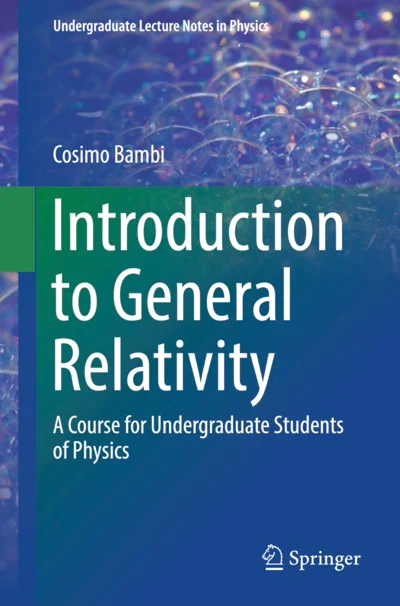 Undergraduate Lecture Notes in Physics
Cosimo Bambi
Introduction
to General
Relativity
A Course for Undergraduate Students
of Physics
Springer